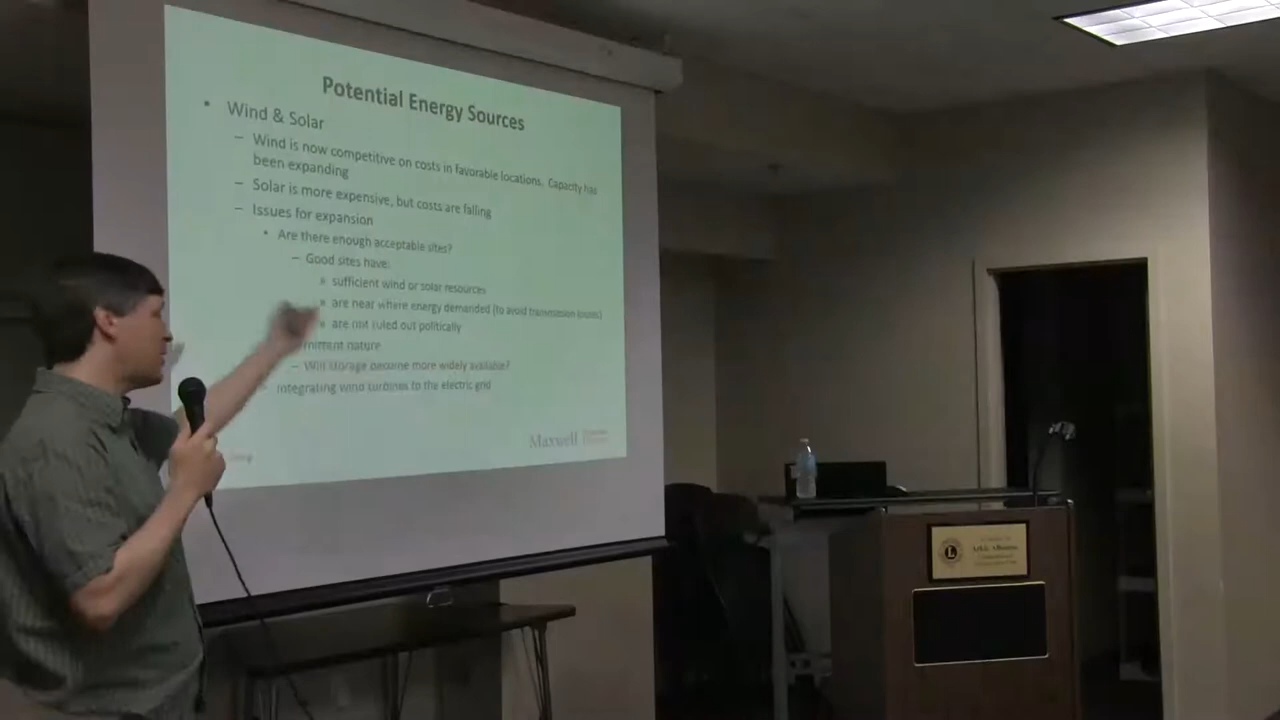 Potential Energy Sources
• Wind & Solar
– Wind is now competitive on costs in favorable locations. Capacity has
been expanding
– Solar is more expensive, but costs are falling
– Issues for expansion
• Are there enough acceptable sites?
– Good sites have:
» sufficient wind or solar resources
» are near where energy demanded (to avoid transmission losses)
» are not ruled out politically
mittent nature
– Will storage become more widely available?
Integrating wind turbines to the electric grid
Maxwell
L